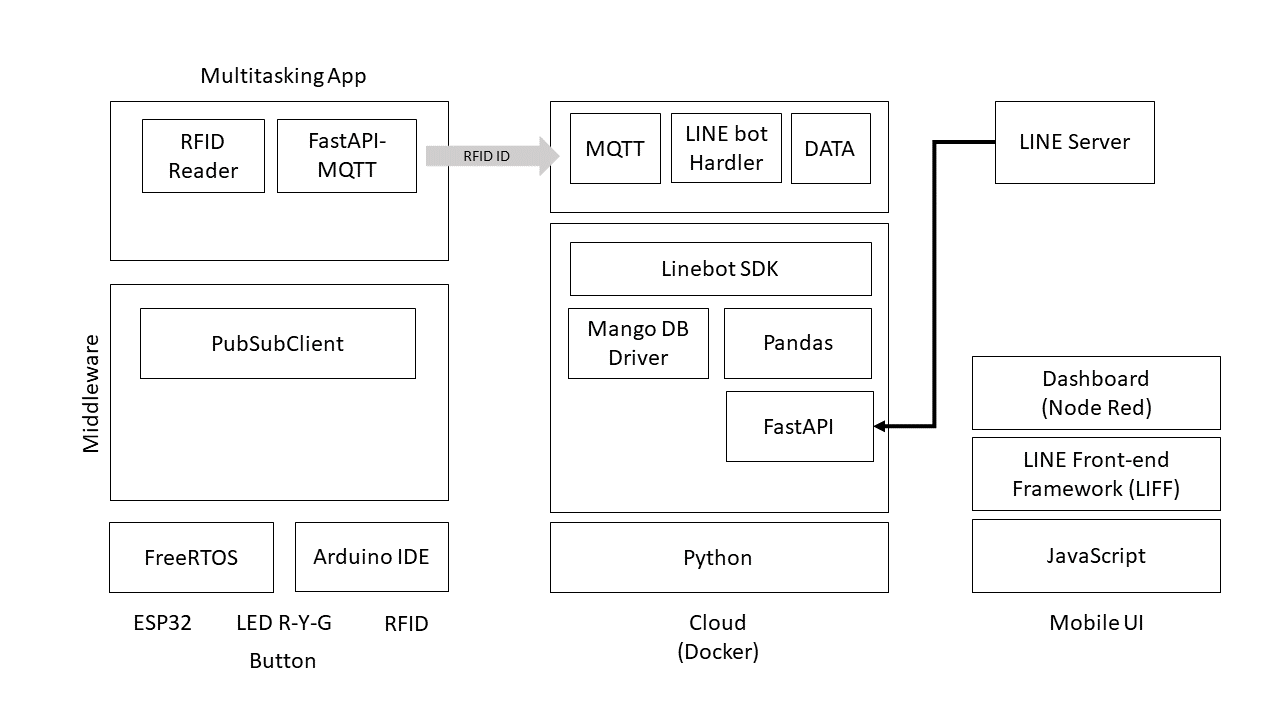 Multitasking App
RFID
Reader
FastAPI-
MQTT
RFID ID
MQTT
LINE bot
Hardler
DATA
LINE Server
Middleware
PubSubClient
Linebot SDK
Mango DB
Driver
Pandas
FastAPI
Dashboard
(Node Red)
LINE Front-end
Framework (LIFF)
FreeRTOS
Arduino IDE
Python
JavaScript
ESP32
LED R-Y-G
RFID
Button
Cloud
(Docker)
Mobile UI